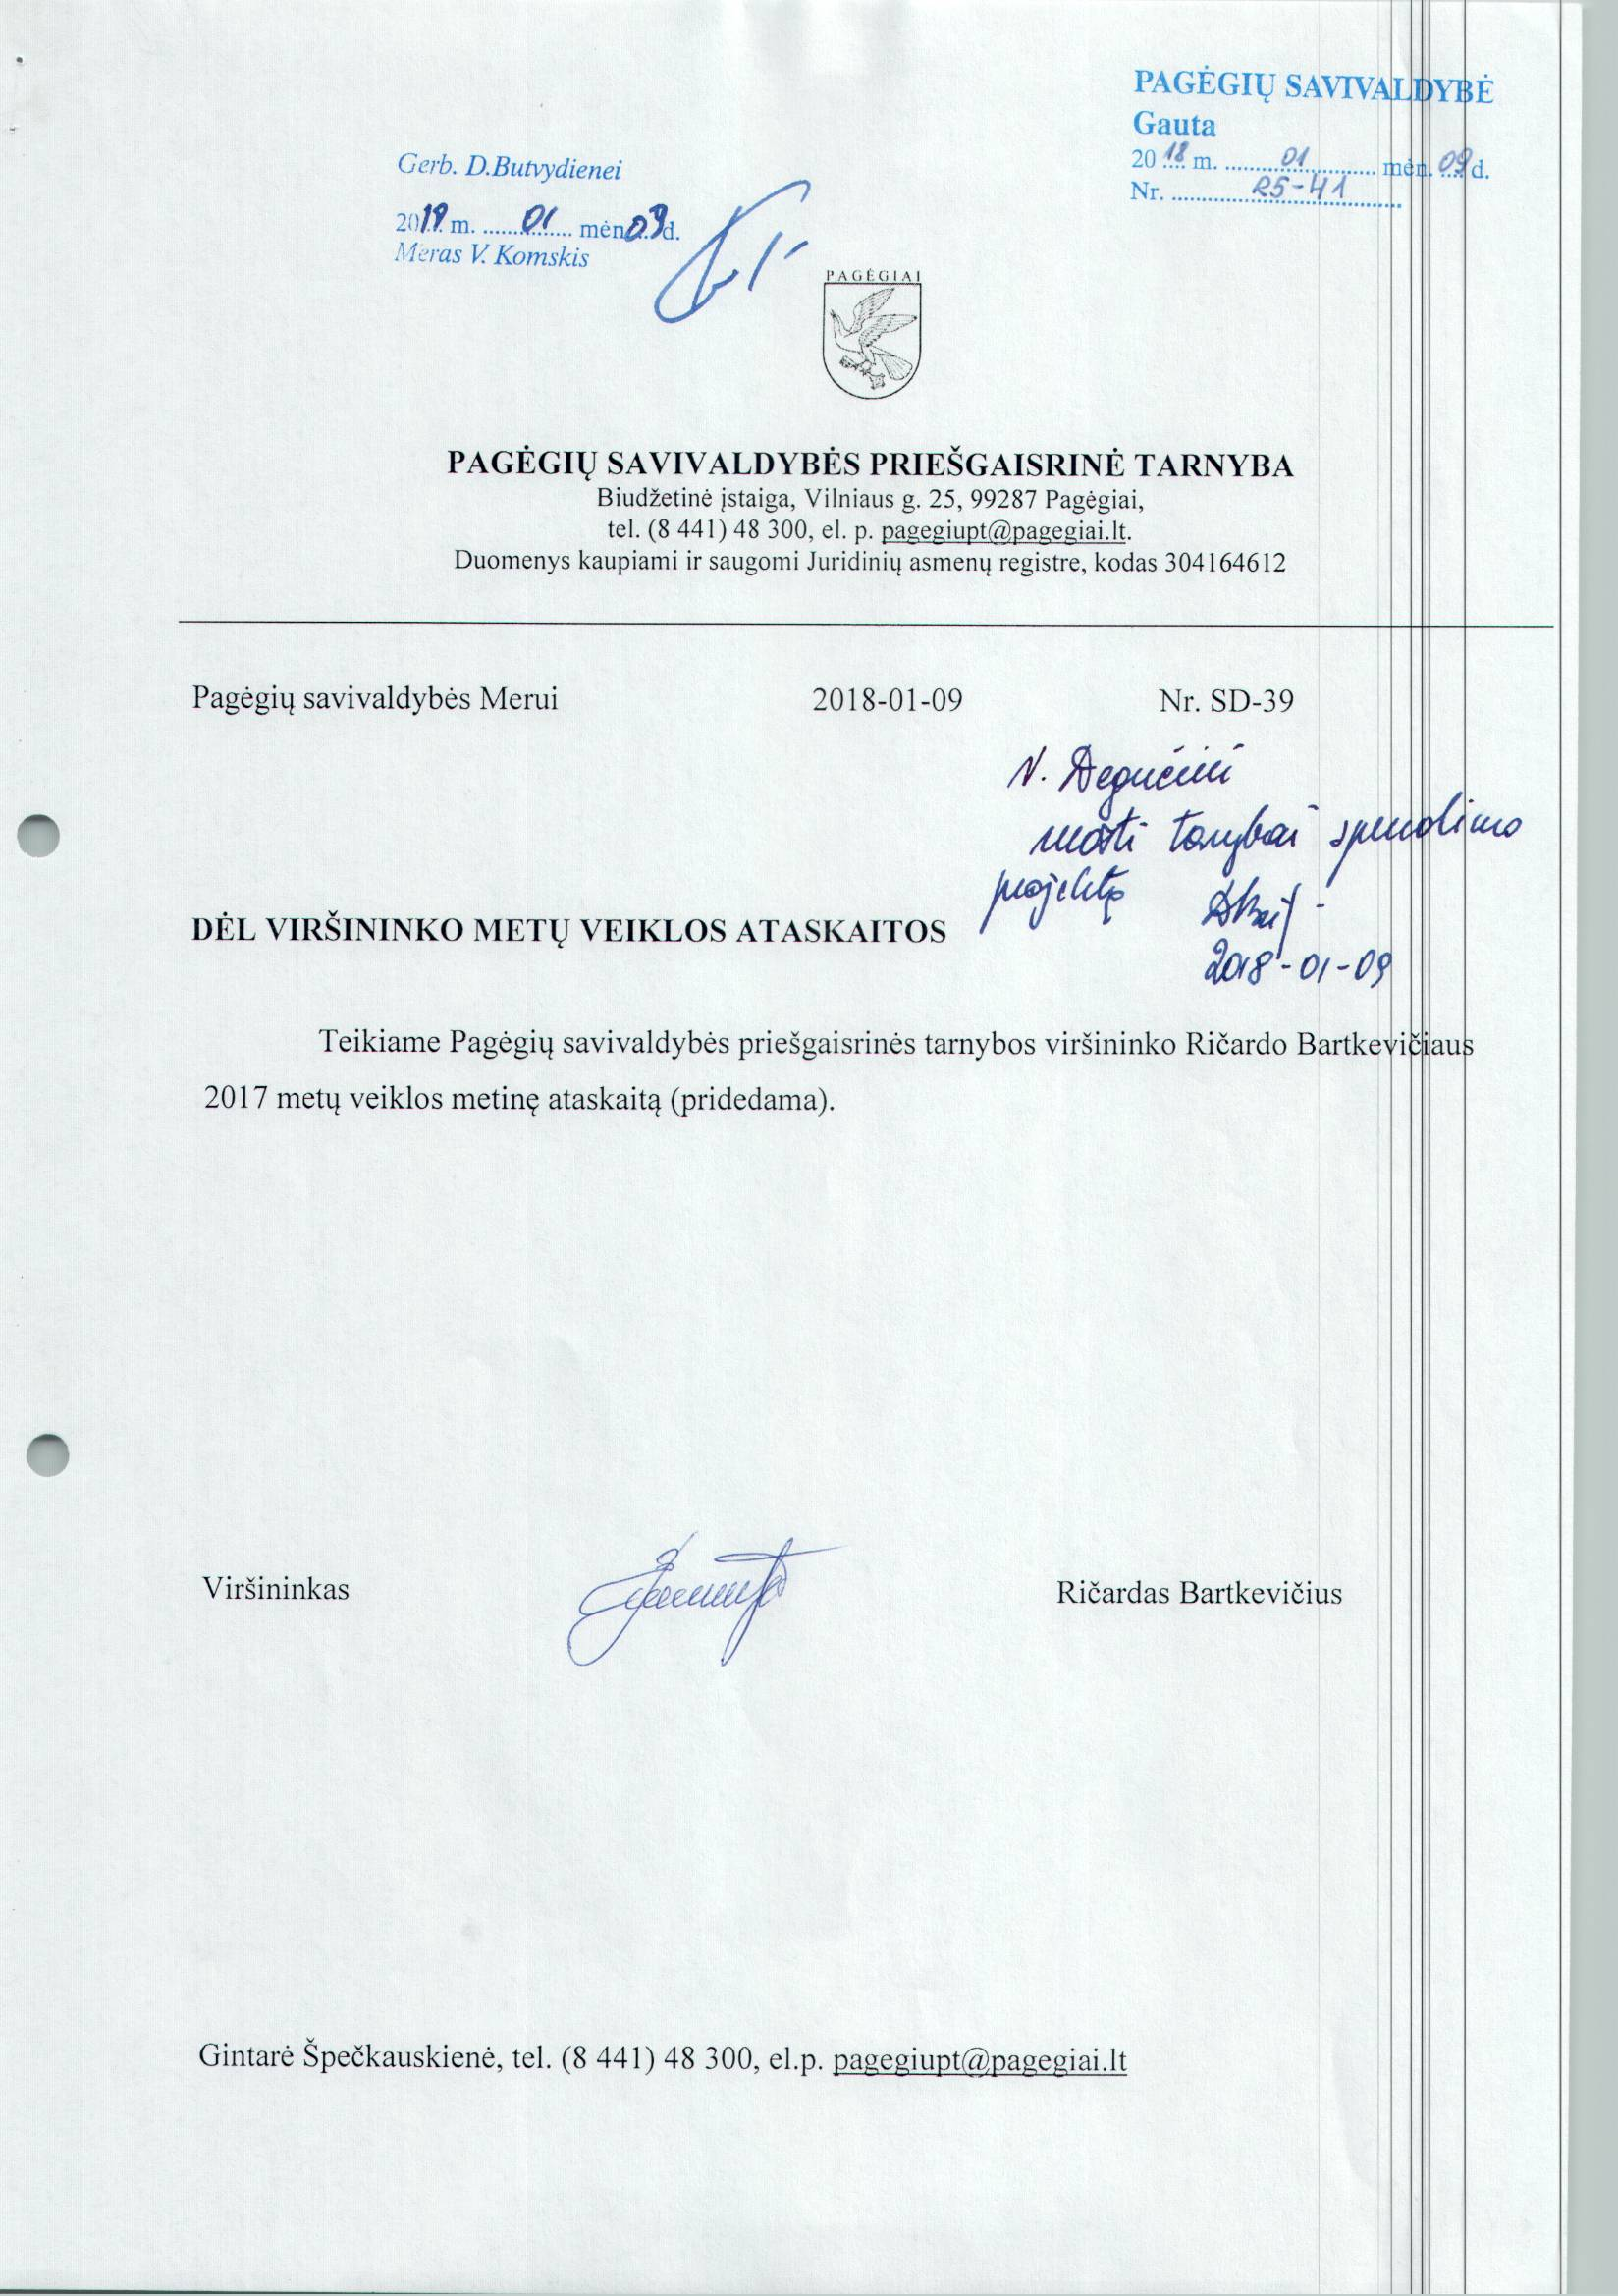 PAGĖGIŲ SAVIVALDYBĖ
Gauta
2018 m. 01 mėn. 09 d.
Nr. R5-41
Gerb. D.Butvydienei
2018 m. 01 mėn. 09 d.
Meras V. Komskis
PAGĖGIAI
PAGĖGIŲ SAVIVALDYBĖS PRIEŠGAISRINĖ TARNYBA
Biudžetinė įstaiga, Vilniaus g. 25, 99287 Pagėgiai,
tel. (8 441) 48 300, el. p. pagegiupt@pagegiai.lt.
Duomenys kaupiami ir saugomi Juridinių asmenų registre, kodas 304164612
Pagėgių savivaldybės Merui 2018-01-09 Nr. SD-39
tarybai sprendimo
projektą
2018-01-09
DĖL VIRŠININKO METŲ VEIKLOS ATASKAITOS
Teikiame Pagėgių savivaldybės priešgaisrinės tarnybos viršininko Ričardo Bartkevičiaus
2017 metų veiklos metinę ataskaitą (pridedama).
Viršininkas Ričardas Bartkevičius
Gintarė Špečkauskienė, tel. (8 441) 48 300, el.p. pagegiupt@pagegiai.lt